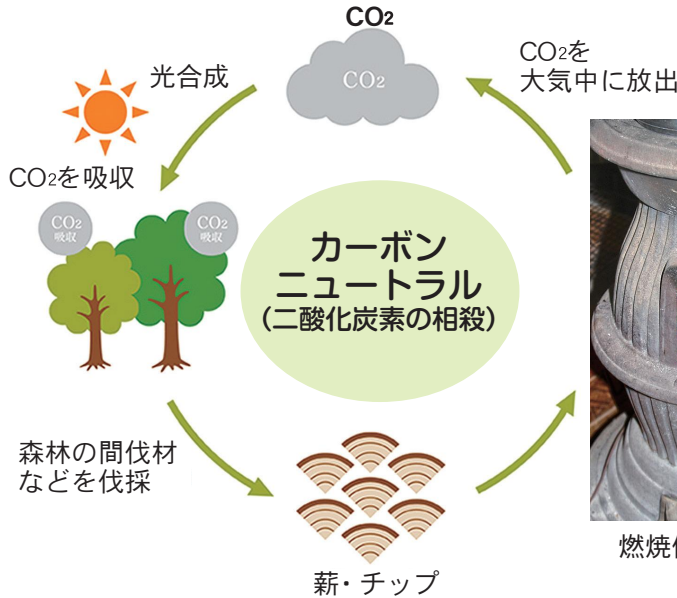 CO2
CO2
CO2を
大気中に放出
光合成
CO2を吸収
CO2
吸収
CO2
吸収
カーボン
ニュートラル
(二酸化炭素の相殺)
森林の間伐材
などを伐採
薪・チップ
燃焼